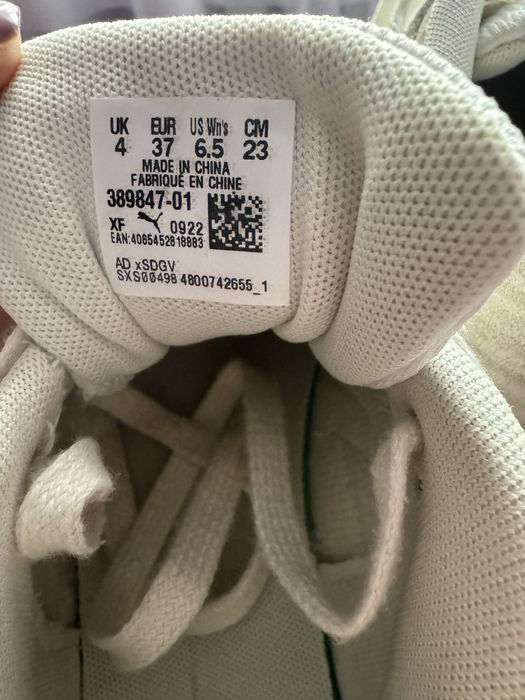 UK EUR US Wn's CM
4 37 6.5 23
MADE IN CHINA
FABRIQUÉ EN CHINE
389847-01
XF 0922
EAN:4065452818883
AD xSDGV
SXS00498 4800742655_1